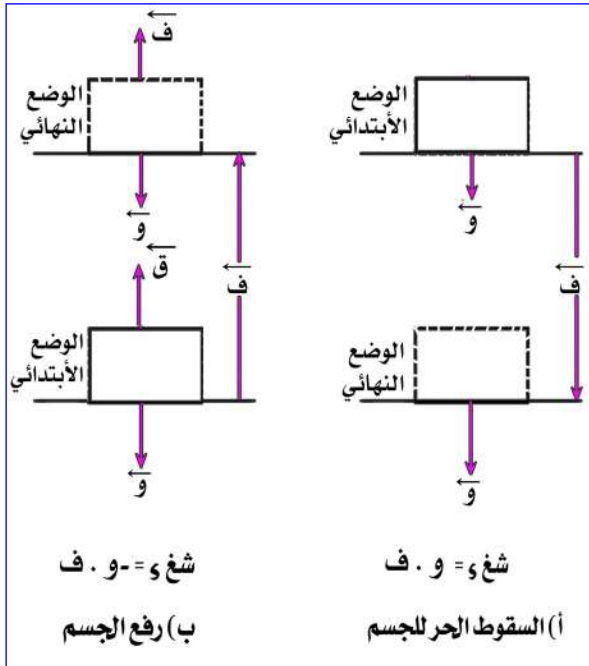 الوضع
الأبتدائي
و
ف
الوضع
النهائي
و
شغ و = و . ف
أ) السقوط الحر للجسم
ف
الوضع
النهائي
و
ق
ف
الوضع
الأبتدائي
و
شغ و = -و . ف
ب) رفع الجسم